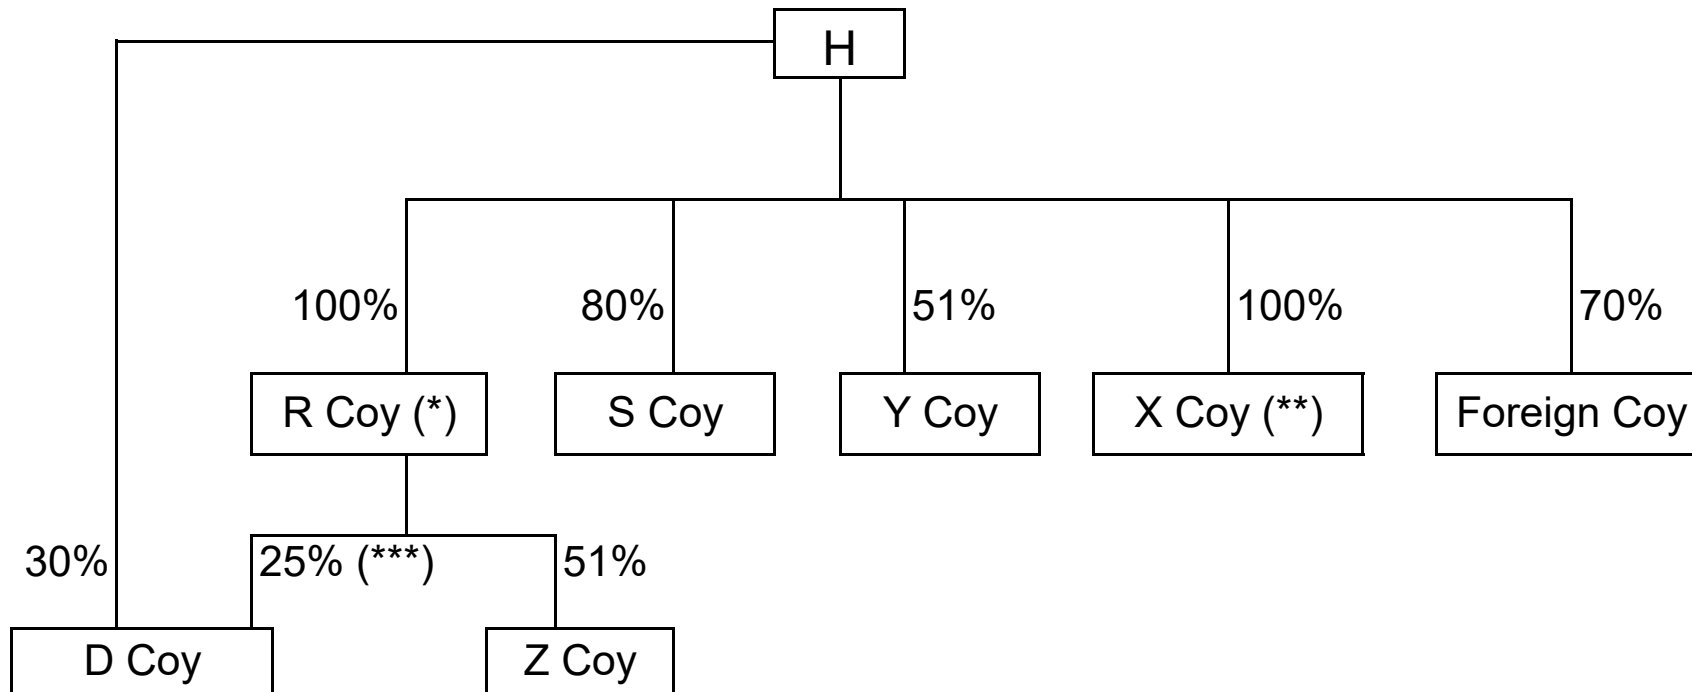 H
100%
80%
51%
100%
70%
R Coy (*)
S Coy
Y Coy
X Coy (**)
Foreign Coy
30%
25% (***)
51%
D Coy
Z Coy